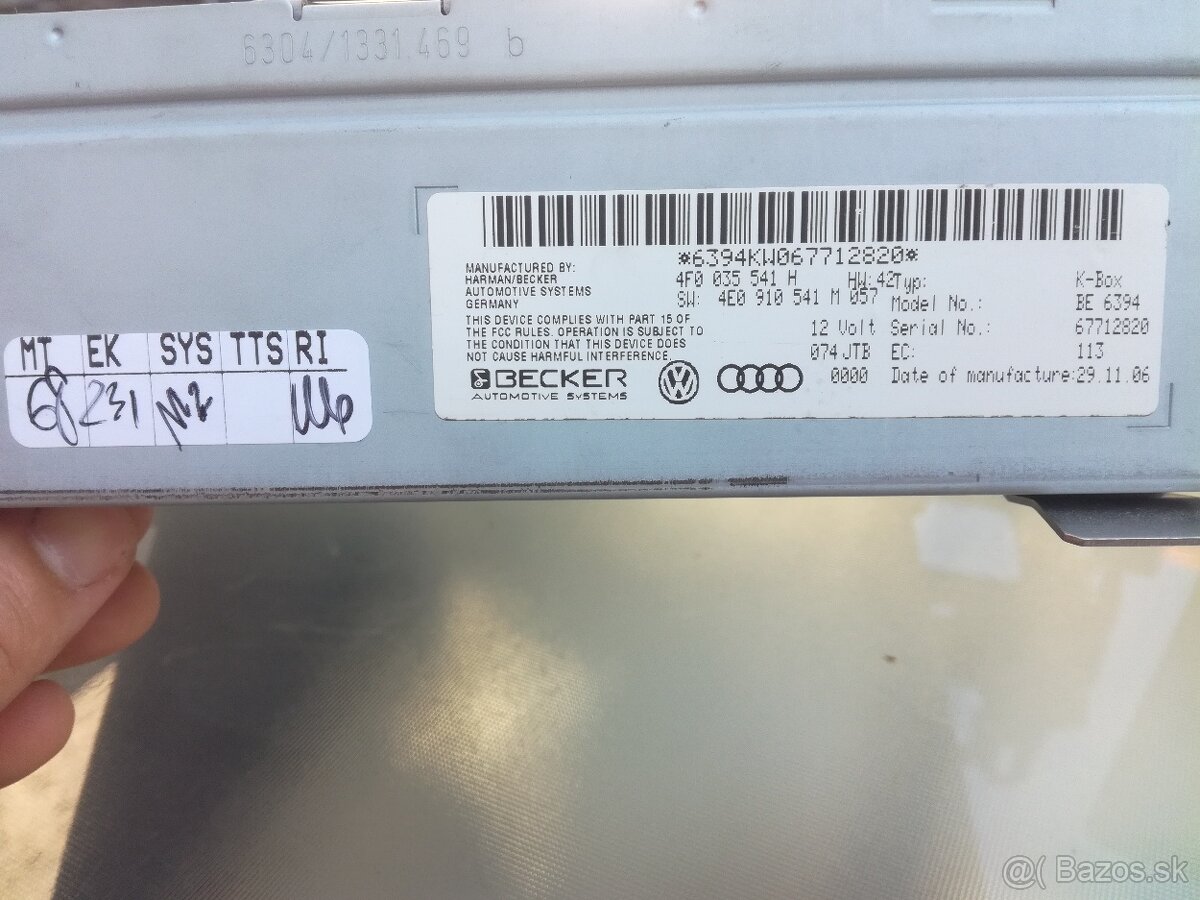 6304/1331.469 b
*6394KW067712820*
MANUFACTURED BY:
HARMAN/BECKER
AUTOMOTIVE SYSTEMS
GERMANY
4F0 035 541 H HW:42
SW: 4E0 910 541 M 057
THIS DEVICE COMPLIES WITH PART 15 OF
THE FCC RULES. OPERATION IS SUBJECT TO
THE CONDITION THAT THIS DEVICE DOES
NOT CAUSE HARMFUL INTERFERENCE.
12 Volt
074 JTB
0000
Typ: K-Box
Model No.: BE 6394
Serial No.: 67712820
EC: 113
Date of manufacture:29.11.06
BECKER
AUTOMOTIVE SYSTEMS
MT EK SYS TTS RI
68 231
@( Bazos.sk